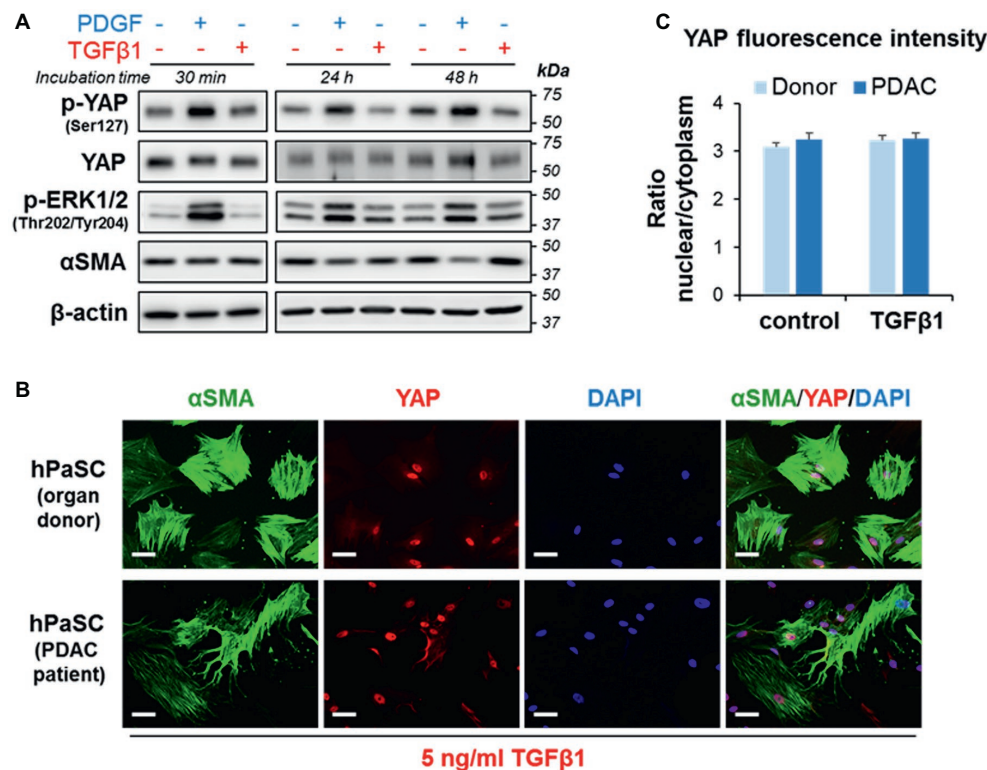 A
PDGF - + - - + - - + -
TGFβ1 - - + - - + - - +
Incubation time 30 min 24 h 48 h kDa
p-YAP
(Ser127)
75
50
YAP
75
50
p-ERK1/2
(Thr202/Tyr204)
50
37
αSMA
50
37
β-actin
50
37
C
YAP fluorescence intensity
Donor PDAC
Ratio
nuclear/cytoplasm
4
3
2
1
0
control TGFβ1
B
αSMA YAP DAPI αSMA/YAP/DAPI
hPaSC
(organ
donor)
hPaSC
(PDAC
patient)
5 ng/ml TGFβ1